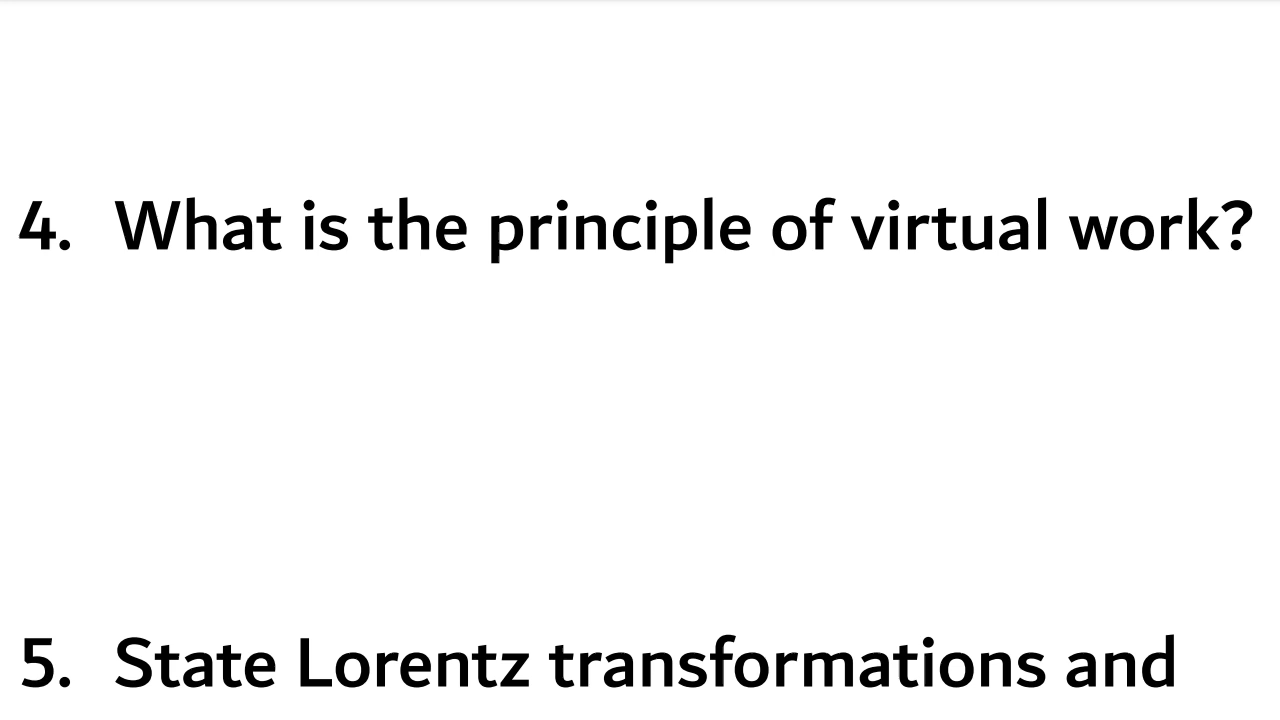 4. What is the principle of virtual work?
5. State Lorentz transformations and